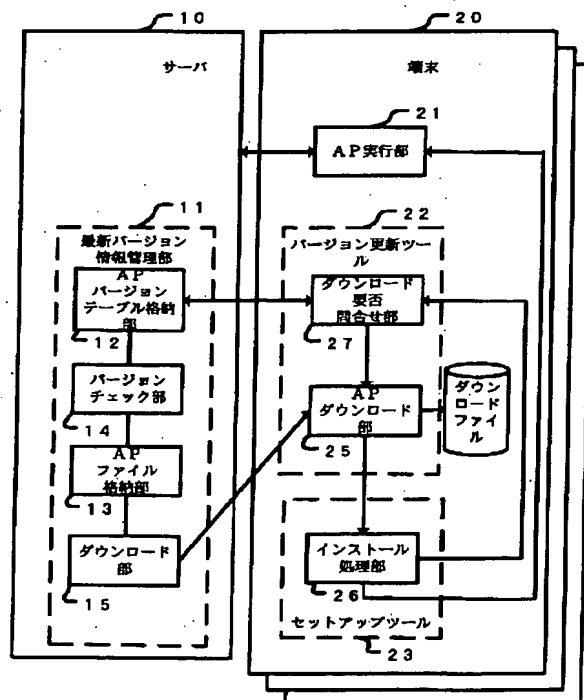 10
20
サーバ
端末
21
AP実行部
11
22
最新バージョン
情報管理部
バージョン更新ツー
ル
AP
バージョン
テーブル格納
部
12
ダウンロード
要否
問合せ部
27
バージョン
チェック部
14
AP
ダウンロード
部
25
ダウン
ロード
ファイ
ル
AP
ファイル
格納部
13
ダウンロード
部
15
インストール
処理部
26
セットアップツール
23